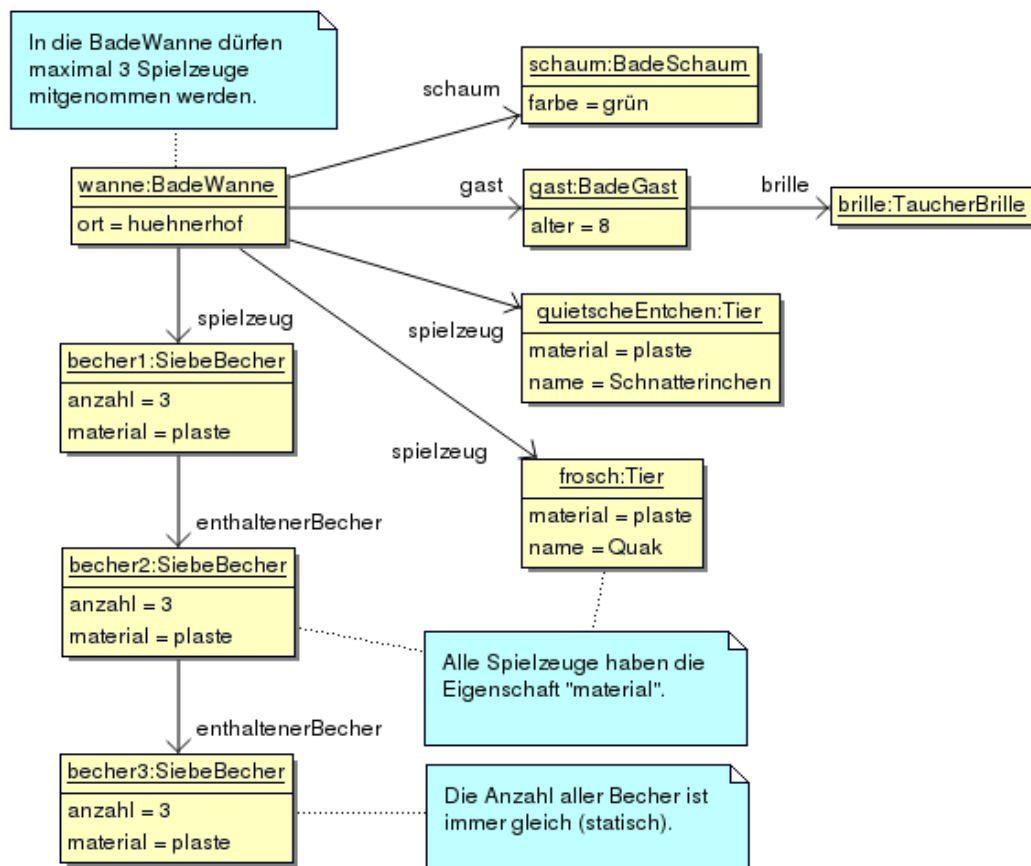 In die BadeWanne dürfen
maximal 3 Spielzeuge
mitgenommen werden.
schaum
schaum:BadeSchaum
farbe = grün
wanne:BadeWanne
ort = huehnerhof
gast
gast:BadeGast
alter = 8
brille
brille:TaucherBrille
spielzeug
quietscheEntchen:Tier
material = plaste
name = Schnatterinchen
spielzeug
becher1:SiebeBecher
anzahl = 3
material = plaste
spielzeug
frosch:Tier
material = plaste
name = Quak
enthaltenerBecher
becher2:SiebeBecher
anzahl = 3
material = plaste
Alle Spielzeuge haben die
Eigenschaft "material".
enthaltenerBecher
becher3:SiebeBecher
anzahl = 3
material = plaste
Die Anzahl aller Becher ist
immer gleich (statisch).